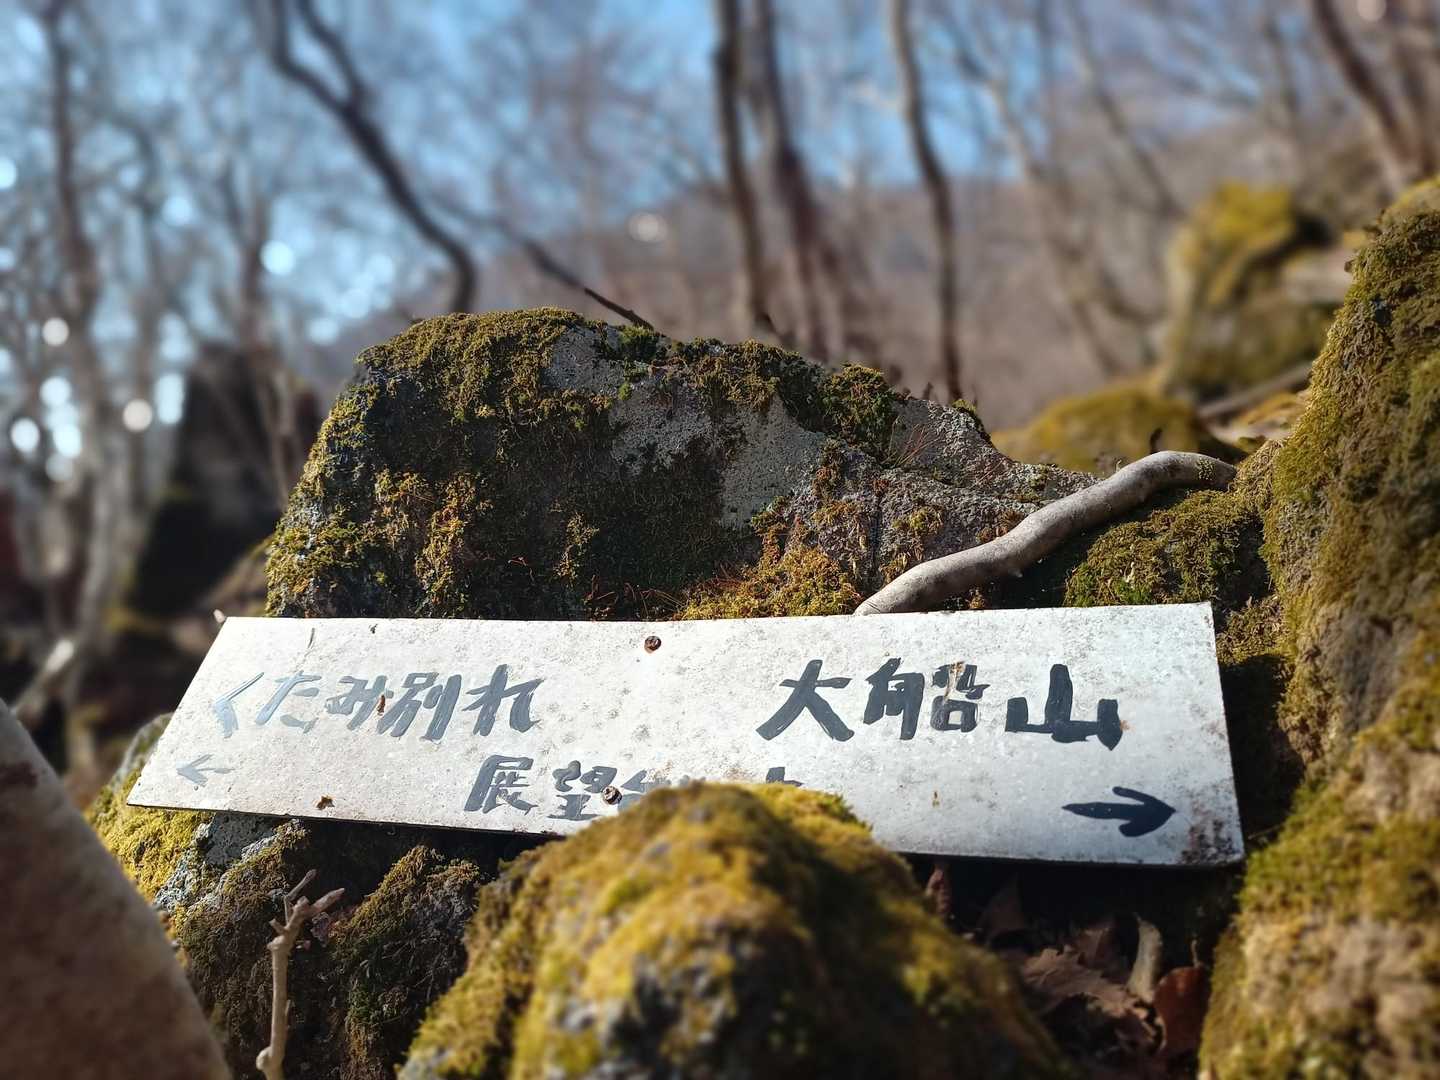 くたみ別れ 大船山
← 展望 →